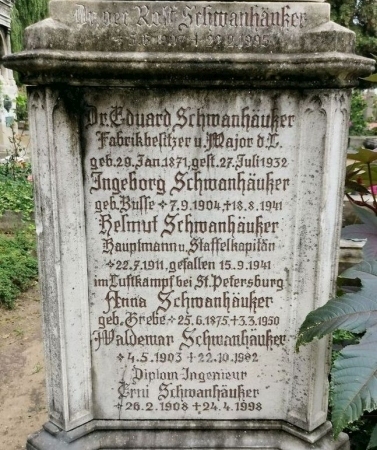 Dr. ver. Schwanhäußer
Dr. Eduard Schwanhäußer
Fabrikbesitzer u. Major d.L.
geb. 29. Jan. 1871, gest. 27. Juli 1932
Ingeborg Schwanhäußer
geb. Busse * 7.9.1904 + 18.8.1941
Helmut Schwanhäußer
Hauptmann u. Staffelkapitän
* 22.7.1911, gefallen 15.9.1941
im Luftkampf bei St. Petersburg
Anna Schwanhäußer
geb. Grebe * 25.6.1875 + 3.3.1950
Waldemar Schwanhäußer
* 4.5.1903 + 22.10.1982
Diplom Ingenieur
Erni Schwanhäußer
* 26.2.1908 + 24.4.1998